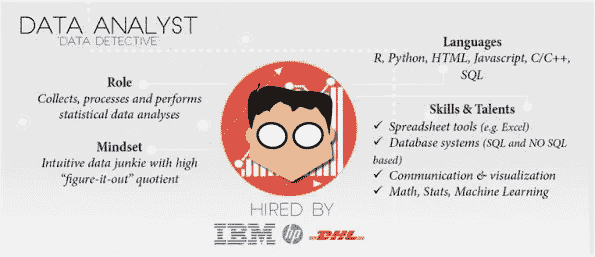 DATA ANALYST
'DATA DETECTIVE'
Role
Collects, processes and performs
statistical data analyses
Mindset
Intuitive data junkie with high
“figure-it-out” quotient
HIRED BY
IBM hp DHL
Languages
R, Python, HTML, Javascript, C/C++,
SQL
Skills & Talents
✓ Spreadsheet tools (e.g. Excel)
✓ Database systems (SQL and NO SQL
based)
✓ Communication & visualization
✓ Math, Stats, Machine Learning